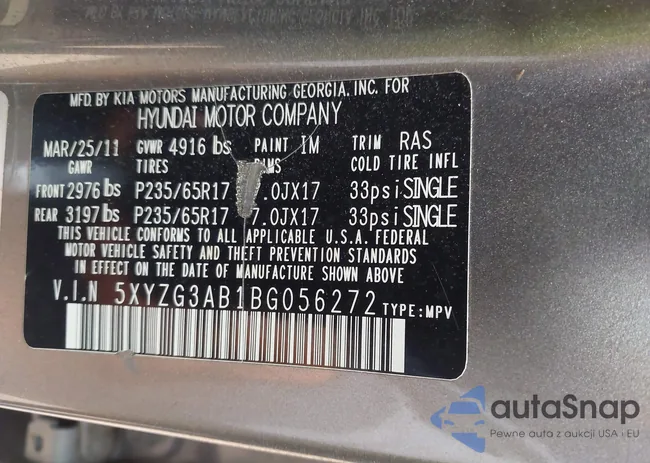 MFD. BY KIA MOTORS MANUFACTURING GEORGIA, INC. FOR
HYUNDAI MOTOR COMPANY
MAR/25/11 GVWR 4916 lbs PAINT IM TRIM RAS
GAWR TIRES RIMS COLD TIRE INFL
FRONT 2976 lbs P235/65R17 7.0JX17 33psi SINGLE
REAR 3197 lbs P235/65R17 7.0JX17 33psi SINGLE
THIS VEHICLE CONFORMS TO ALL APPLICABLE U.S.A. FEDERAL
MOTOR VEHICLE SAFETY AND THEFT PREVENTION STANDARDS
IN EFFECT ON THE DATE OF MANUFACTURE SHOWN ABOVE
V.I.N 5XYZG3AB1BG056272 TYPE: MPV
autaSnap
Pewne auta z aukcji USA i EU